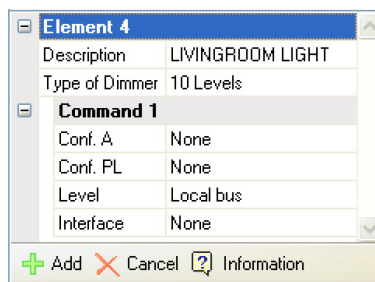 Element 4
Description LIVINGROOM LIGHT
Type of Dimmer 10 Levels
Command 1
Conf. A None
Conf. PL None
Level Local bus
Interface None
Add Cancel Information